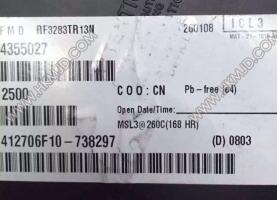 FMD RF3283TR13N 260108 ICL3
4355027
2500 COO:CN Pb-free (e4)
Open Date/Time:
MSL3@260C(168 HR)
412706F10-738297 (D) 0803